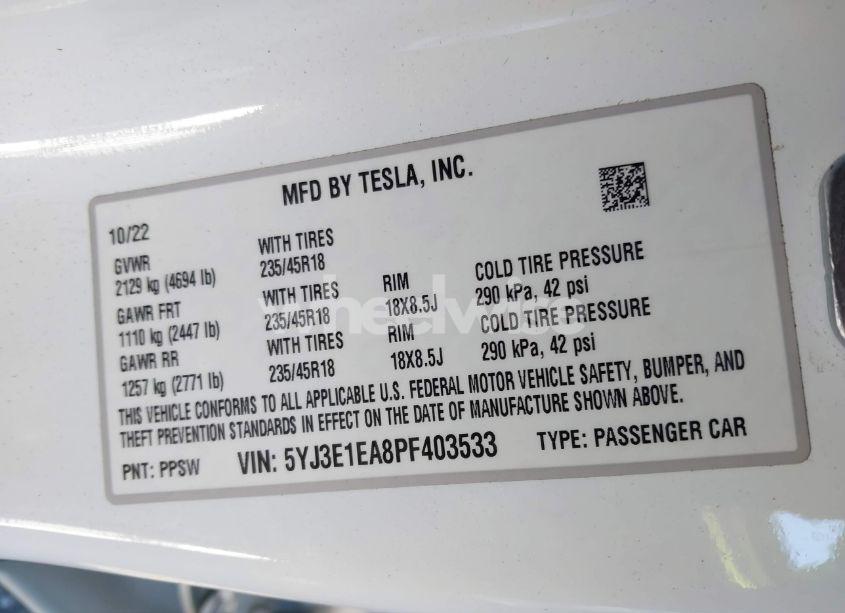 MFD BY TESLA, INC.
10/22
GVWR
2129 kg (4694 lb)
WITH TIRES
235/45R18
GAWR FRT
1110 kg (2447 lb)
WITH TIRES
235/45R18
RIM
18X8.5J
COLD TIRE PRESSURE
290 kPa, 42 psi
GAWR RR
1257 kg (2771 lb)
WITH TIRES
235/45R18
RIM
18X8.5J
COLD TIRE PRESSURE
290 kPa, 42 psi
THIS VEHICLE CONFORMS TO ALL APPLICABLE U.S. FEDERAL MOTOR VEHICLE SAFETY, BUMPER, AND
THEFT PREVENTION STANDARDS IN EFFECT ON THE DATE OF MANUFACTURE SHOWN ABOVE.
PNT: PPSW VIN: 5YJ3E1EA8PF403533 TYPE: PASSENGER CAR